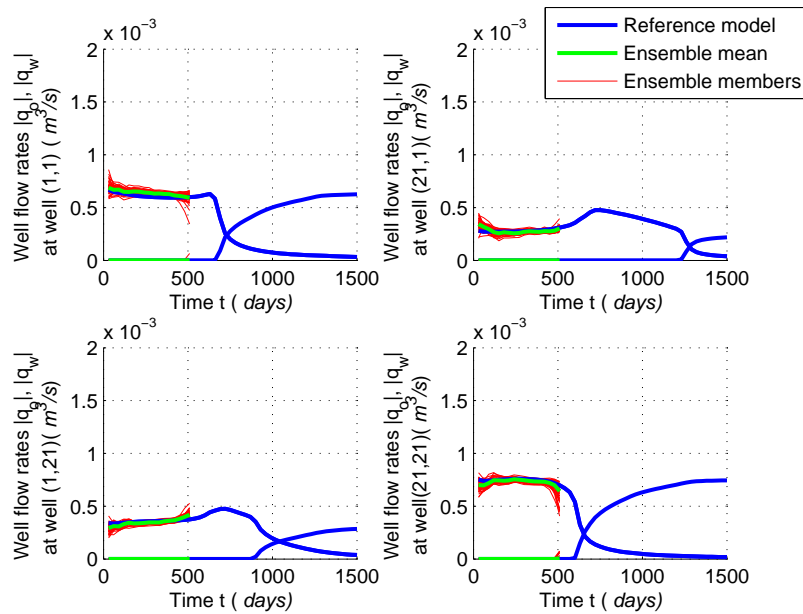 Reference model
Ensemble mean
Ensemble members
x 10⁻³
2
1.5
1
0.5
0
0 500 1000 1500
Time t ( days)
Well flow rates |q_o|, |q_w|
at well (1,1) ( m³/s)
x 10⁻³
2
1.5
1
0.5
0
0 500 1000 1500
Time t ( days)
Well flow rates |q_o|, |q_w|
at well (21,1)( m³/s)
x 10⁻³
2
1.5
1
0.5
0
0 500 1000 1500
Time t ( days)
Well flow rates |q_o|, |q_w|
at well (1,21)( m³/s)
x 10⁻³
2
1.5
1
0.5
0
0 500 1000 1500
Time t ( days)
Well flow rates |q_o|, |q_w|
at well(21,21)( m³/s)